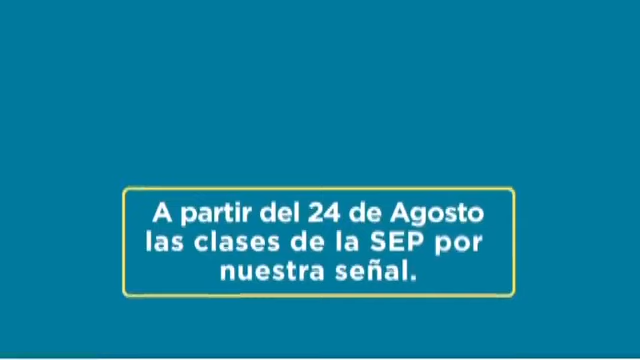 A partir del 24 de Agosto
las clases de la SEP por
nuestra señal.